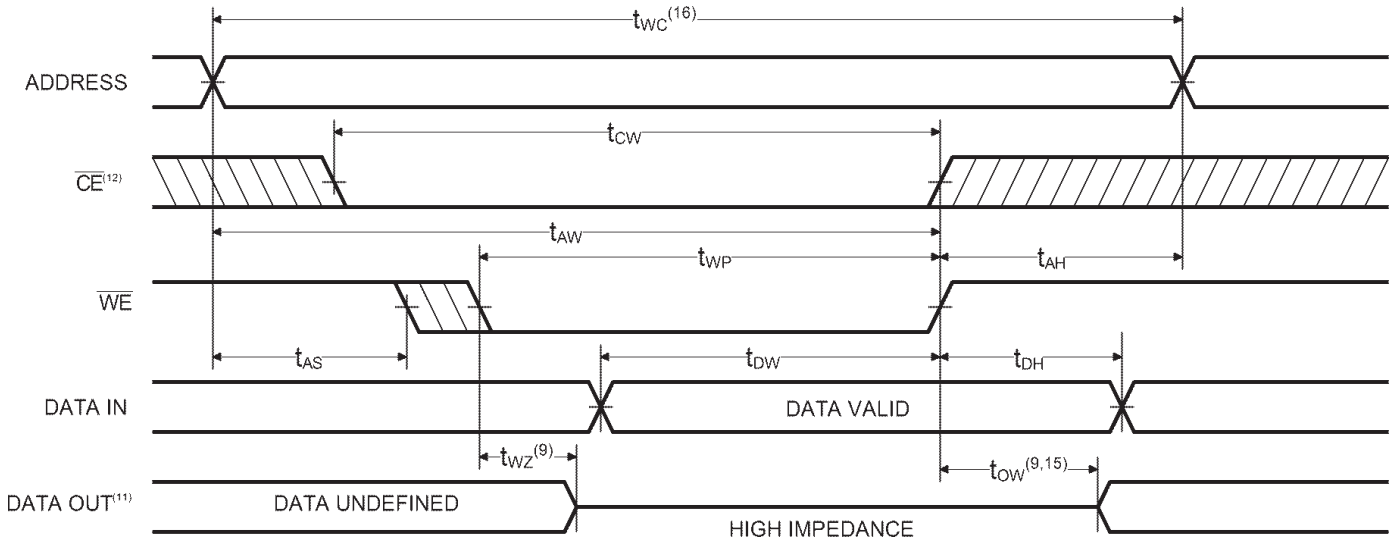 tWC(16)
ADDRESS
tCW
CE(12)
tAW
tWP
tAH
WE
tAS
tDW
tDH
DATA IN
DATA VALID
tWZ(9)
tOW(9,15)
DATA OUT(11)
DATA UNDEFINED
HIGH IMPEDANCE